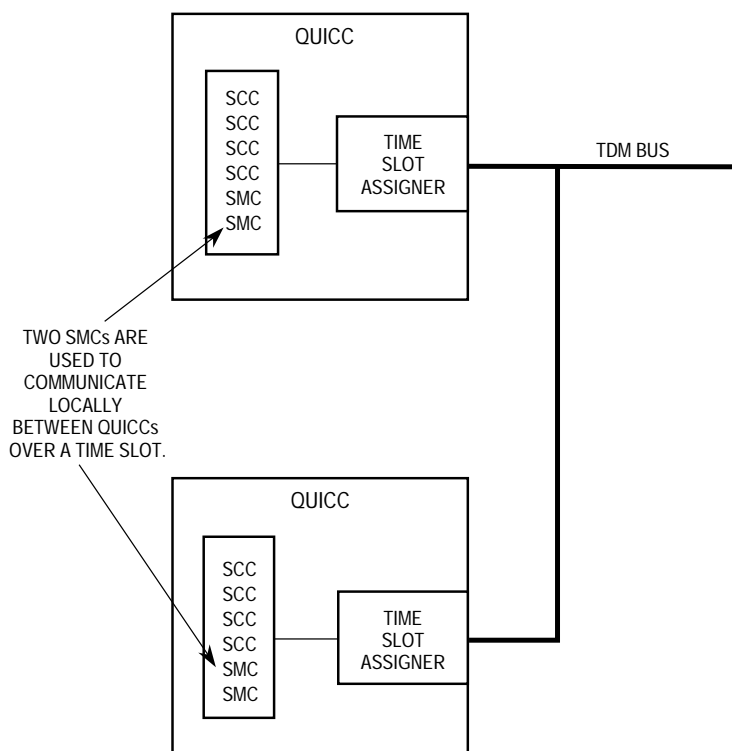 QUICC
SCC
SCC
SCC
SCC
SMC
SMC
TIME
SLOT
ASSIGNER
TDM BUS
TWO SMCs ARE
USED TO
COMMUNICATE
LOCALLY
BETWEEN QUICCs
OVER A TIME SLOT.
QUICC
SCC
SCC
SCC
SCC
SMC
SMC
TIME
SLOT
ASSIGNER